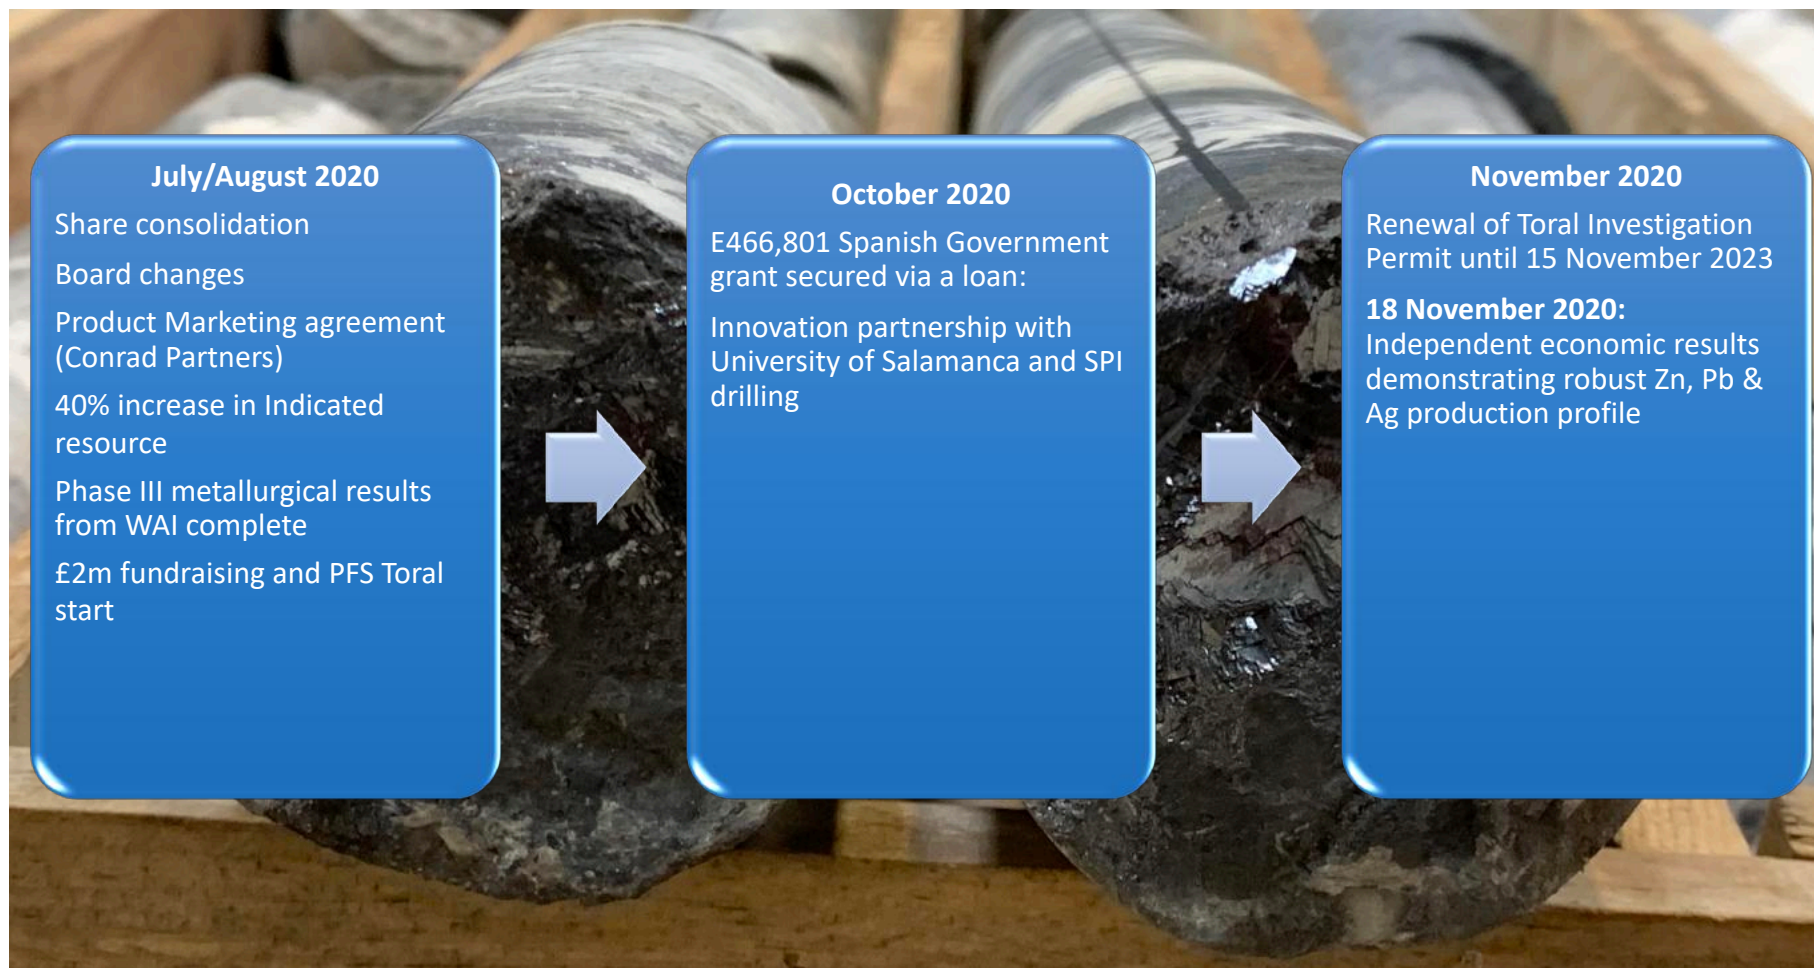 July/August 2020
Share consolidation
Board changes
Product Marketing agreement
(Conrad Partners)
40% increase in Indicated
resource
Phase III metallurgical results
from WAI complete
£2m fundraising and PFS Toral
start
October 2020
E466,801 Spanish Government
grant secured via a loan:
Innovation partnership with
University of Salamanca and SPI
drilling
November 2020
Renewal of Toral Investigation
Permit until 15 November 2023
18 November 2020:
Independent economic results
demonstrating robust Zn, Pb &
Ag production profile